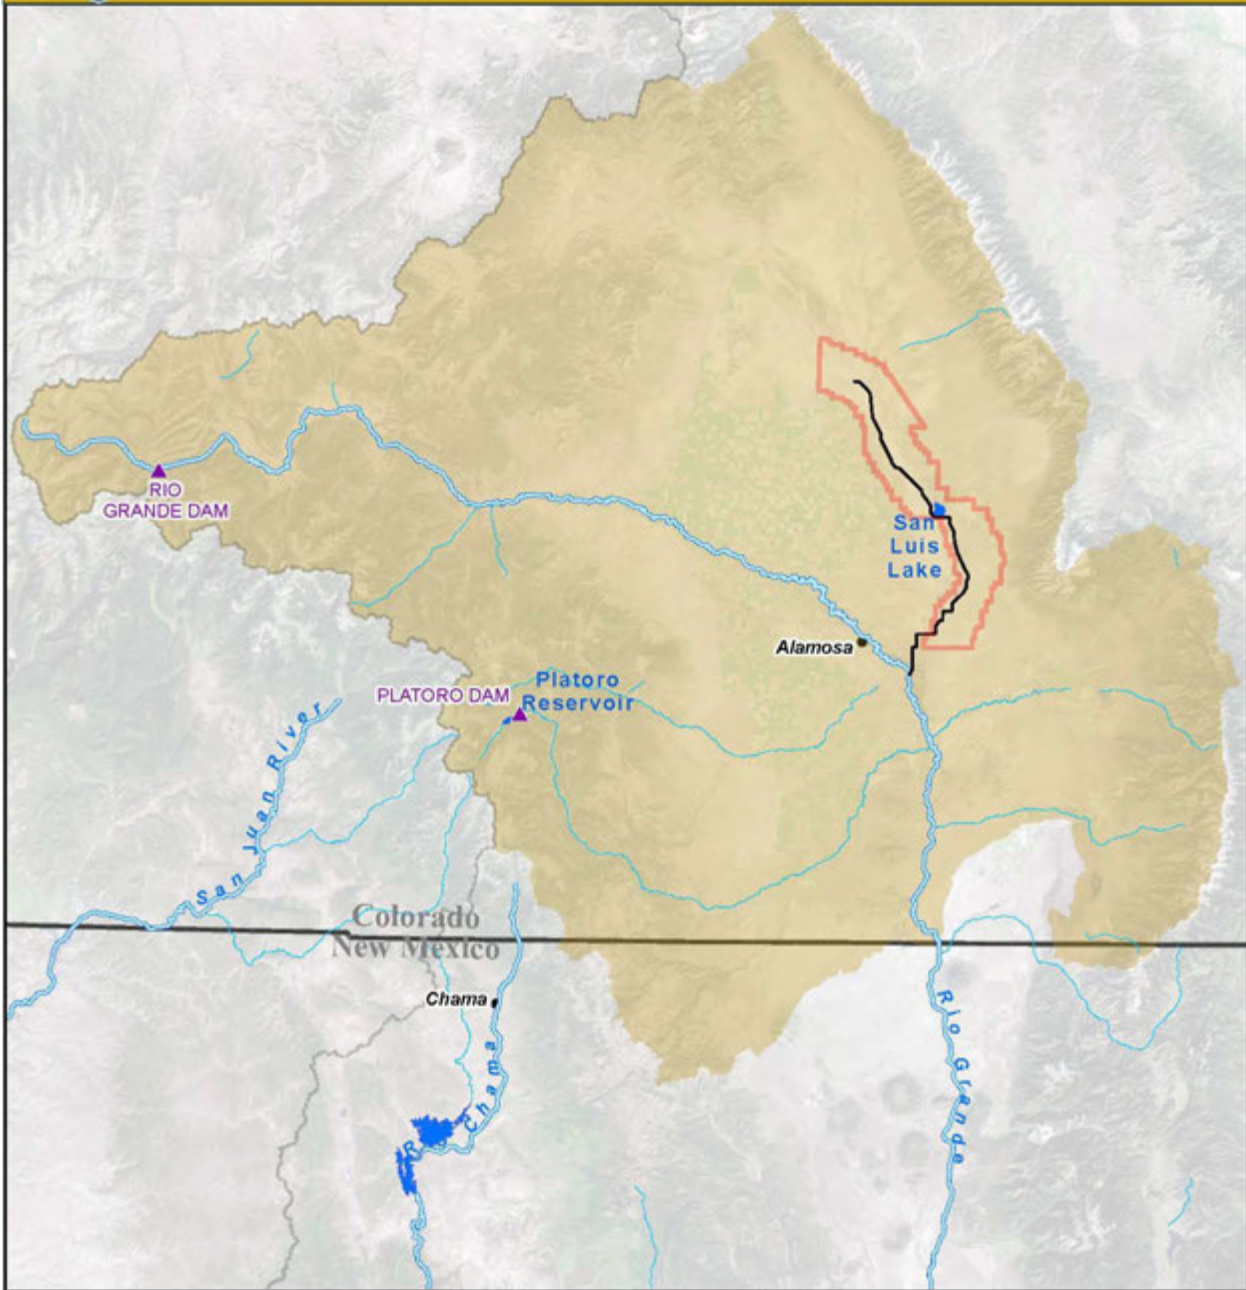 RIO
GRANDE DAM
San
Luis
Lake
Alamosa
PLATORO DAM
Platoro
Reservoir
San Juan River
Colorado
New Mexico
Chama
R Chama
Rio Grande